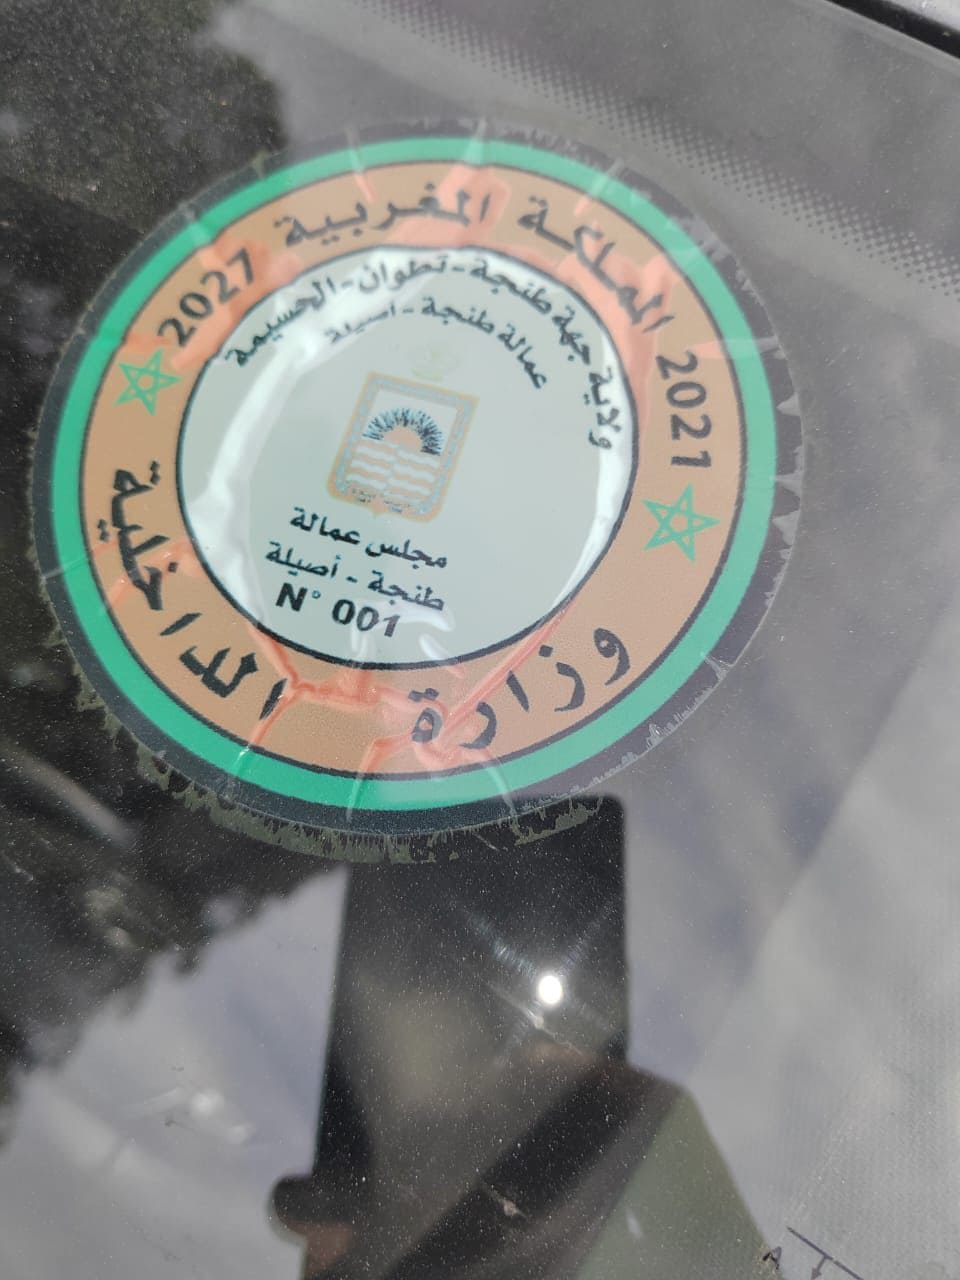 المملكة المغربية
2021 2027
وزارة الداخلية
ولاية جهة طنجة - تطوان - الحسيمة
عمالة طنجة - أصيلة
مجلس عمالة
طنجة - أصيلة
N° 001
A